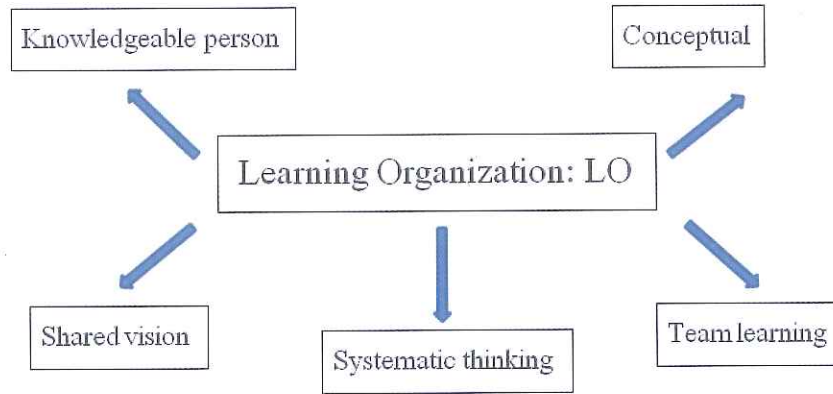 Knowledgeable person
Conceptual
Learning Organization: LO
Shared vision
Systematic thinking
Team learning